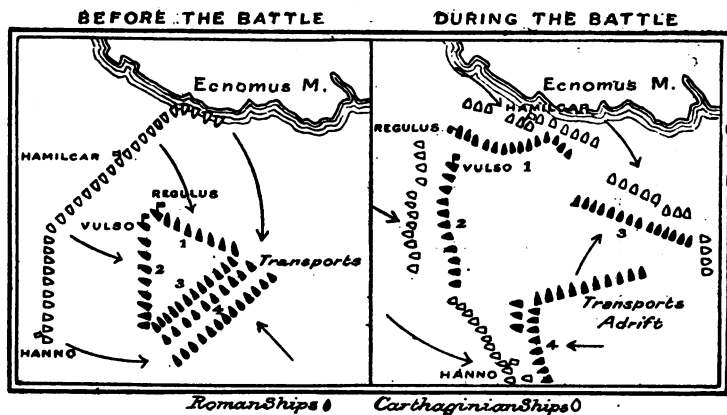 BEFORE THE BATTLE
Ecnomus M.
HAMILCAR
REGULUS
VULSO
1
2
3
Transports
4
HANNO
DURING THE BATTLE
Ecnomus M.
HAMILCAR
REGULUS
VULSO 1
2
3
Transports
Adrift
4
HANNO
Roman Ships Carthaginian Ships